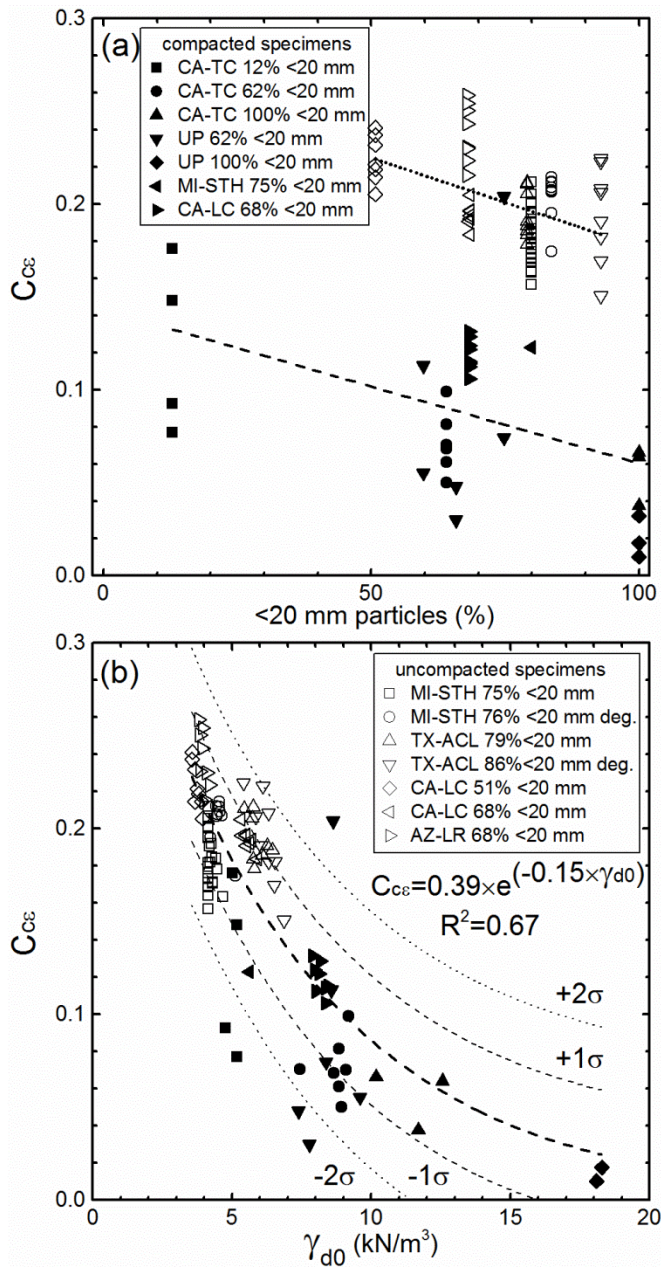 (a)
compacted specimens
CA-TC 12% <20 mm
CA-TC 62% <20 mm
CA-TC 100% <20 mm
UP 62% <20 mm
UP 100% <20 mm
MI-STH 75% <20 mm
CA-LC 68% <20 mm
0.3
0.2
0.1
0.0
Ccε
0
50
100
<20 mm particles (%)
(b)
uncompacted specimens
MI-STH 75% <20 mm
MI-STH 76% <20 mm deg.
TX-ACL 79%<20 mm
TX-ACL 86%<20 mm deg.
CA-LC 51% <20 mm
CA-LC 68% <20 mm
AZ-LR 68% <20 mm
Ccε=0.39×e(-0.15×γd0)
R²=0.67
+2σ
+1σ
-2σ
-1σ
0.3
0.2
0.1
0.0
Ccε
0
5
10
15
20
γd0 (kN/m³)